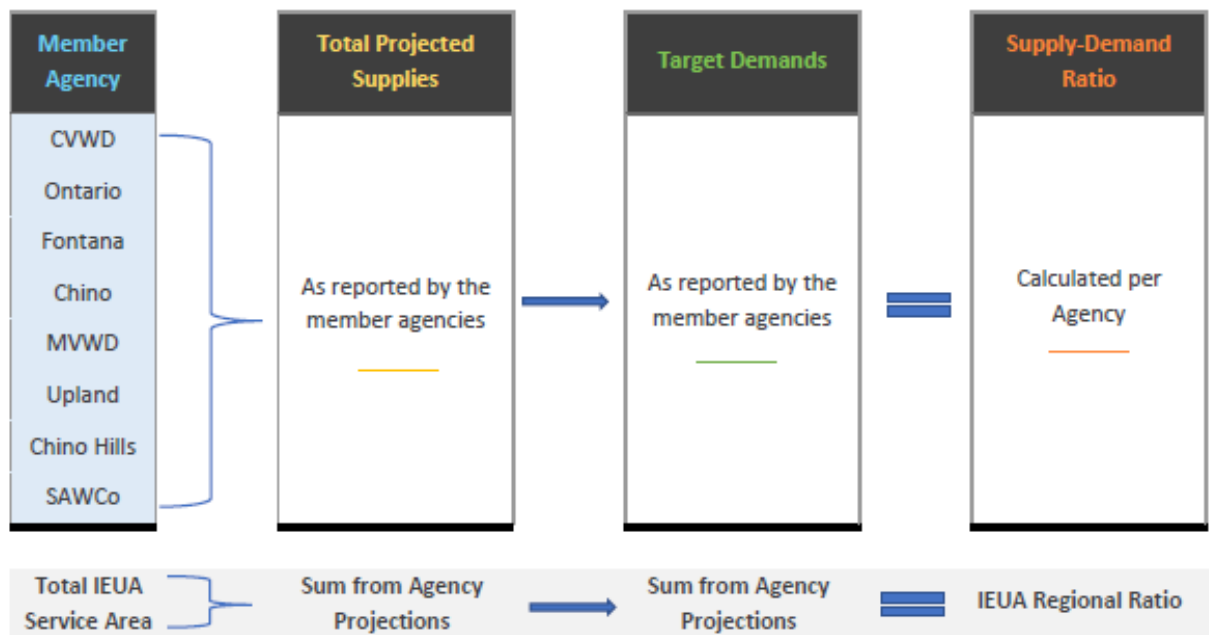 Member
Agency
Total Projected
Supplies
Target Demands
Supply-Demand
Ratio
CVWD
Ontario
Fontana
Chino
MVWD
Upland
Chino Hills
SAWCo
As reported by the
member agencies
As reported by the
member agencies
Calculated per
Agency
Total IEUA
Service Area
Sum from Agency
Projections
Sum from Agency
Projections
IEUA Regional Ratio